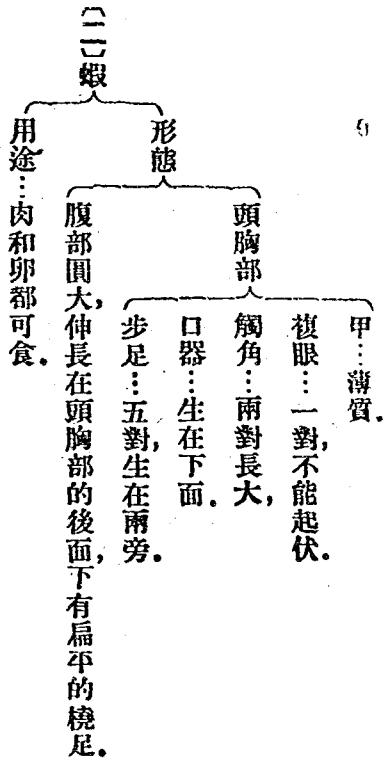 〔二〕蝦
形態
頭胸部
甲…薄質.
複眼…一對,不能起伏.
觸角…兩對長大,
口器…生在下面.
步足…五對,生在兩旁.
腹部圓大,伸長在頭胸部的後面,下有扁平的橈足.
用途…肉和卵都可食.